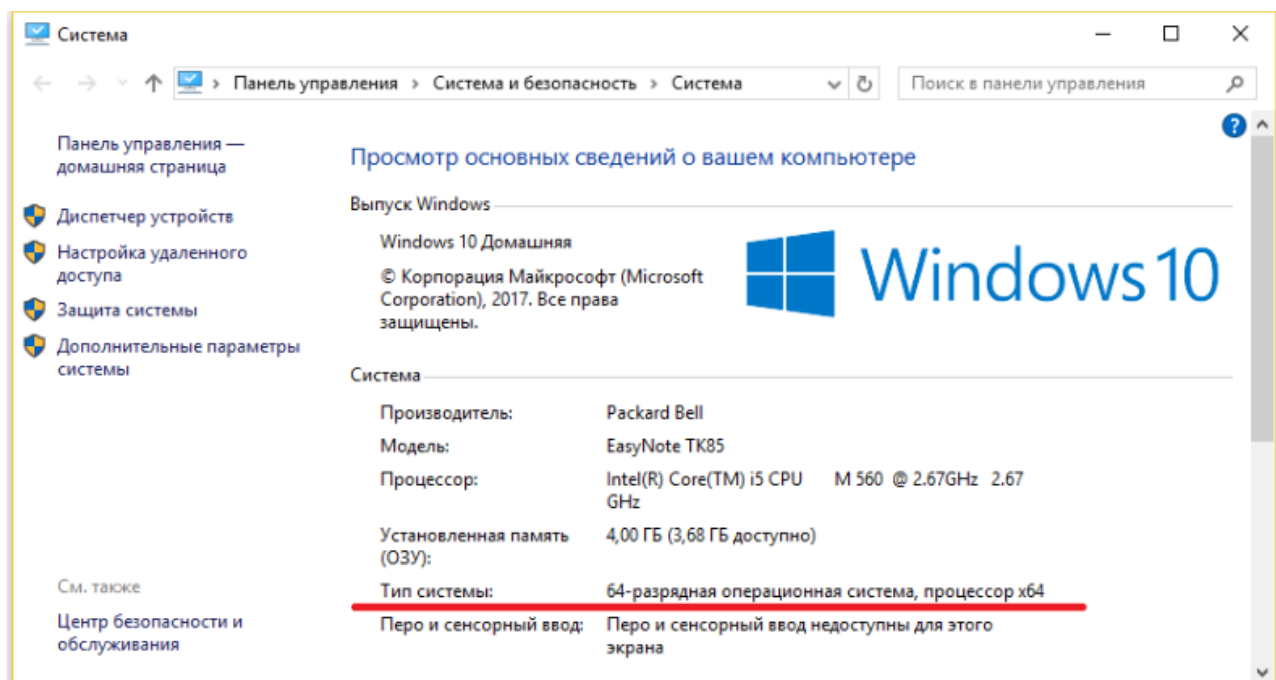 Система
Панель управления › Система и безопасность › Система
Поиск в панели управления
Панель управления —
домашняя страница
Диспетчер устройств
Настройка удаленного
доступа
Защита системы
Дополнительные параметры
системы
См. также
Центр безопасности и
обслуживания
Просмотр основных сведений о вашем компьютере
Выпуск Windows
Windows 10 Домашняя
© Корпорация Майкрософт (Microsoft
Corporation), 2017. Все права
защищены.
Windows 10
Система
Производитель: Packard Bell
Модель: EasyNote TK85
Процессор: Intel(R) Core(TM) i5 CPU M 560 @ 2.67GHz 2.67
GHz
Установленная память 4,00 ГБ (3,68 ГБ доступно)
(ОЗУ):
Тип системы: 64-разрядная операционная система, процессор x64
Перо и сенсорный ввод: Перо и сенсорный ввод недоступны для этого
экрана